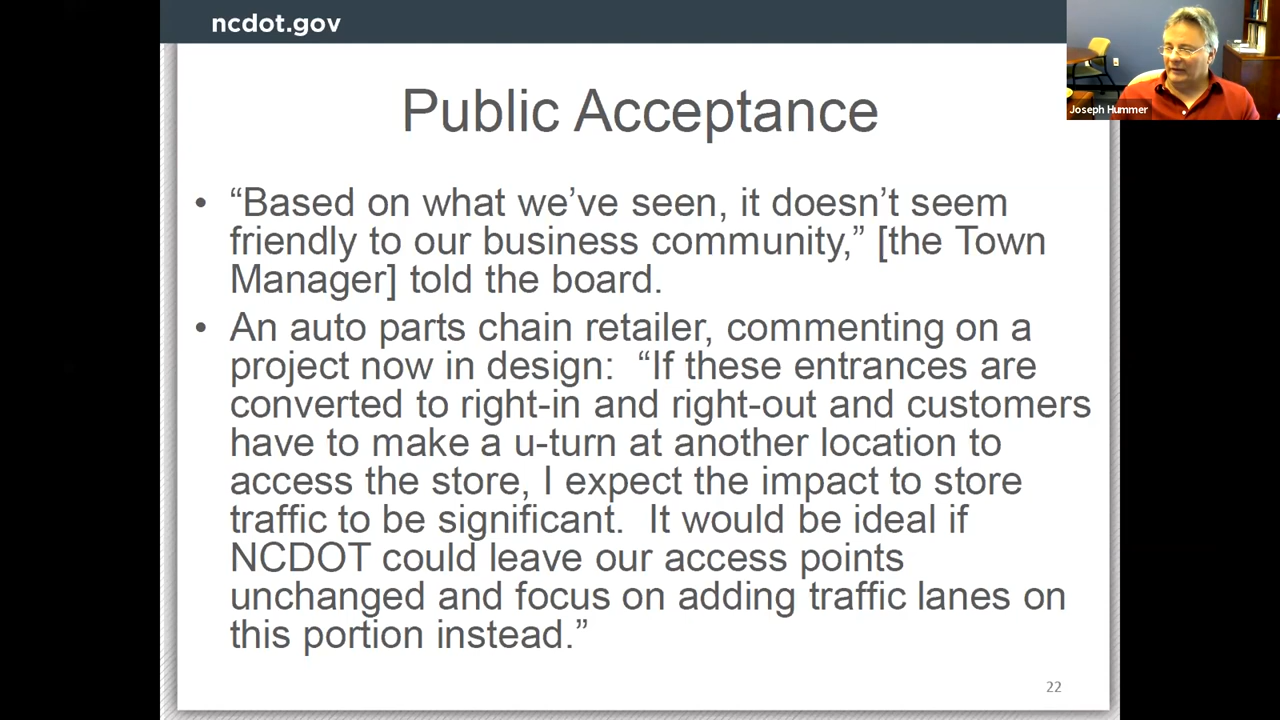 ncdot.gov
Joseph Hummer
Public Acceptance
• “Based on what we’ve seen, it doesn’t seem
friendly to our business community,” [the Town
Manager] told the board.
• An auto parts chain retailer, commenting on a
project now in design:  “If these entrances are
converted to right-in and right-out and customers
have to make a u-turn at another location to
access the store, I expect the impact to store
traffic to be significant.  It would be ideal if
NCDOT could leave our access points
unchanged and focus on adding traffic lanes on
this portion instead.”
22